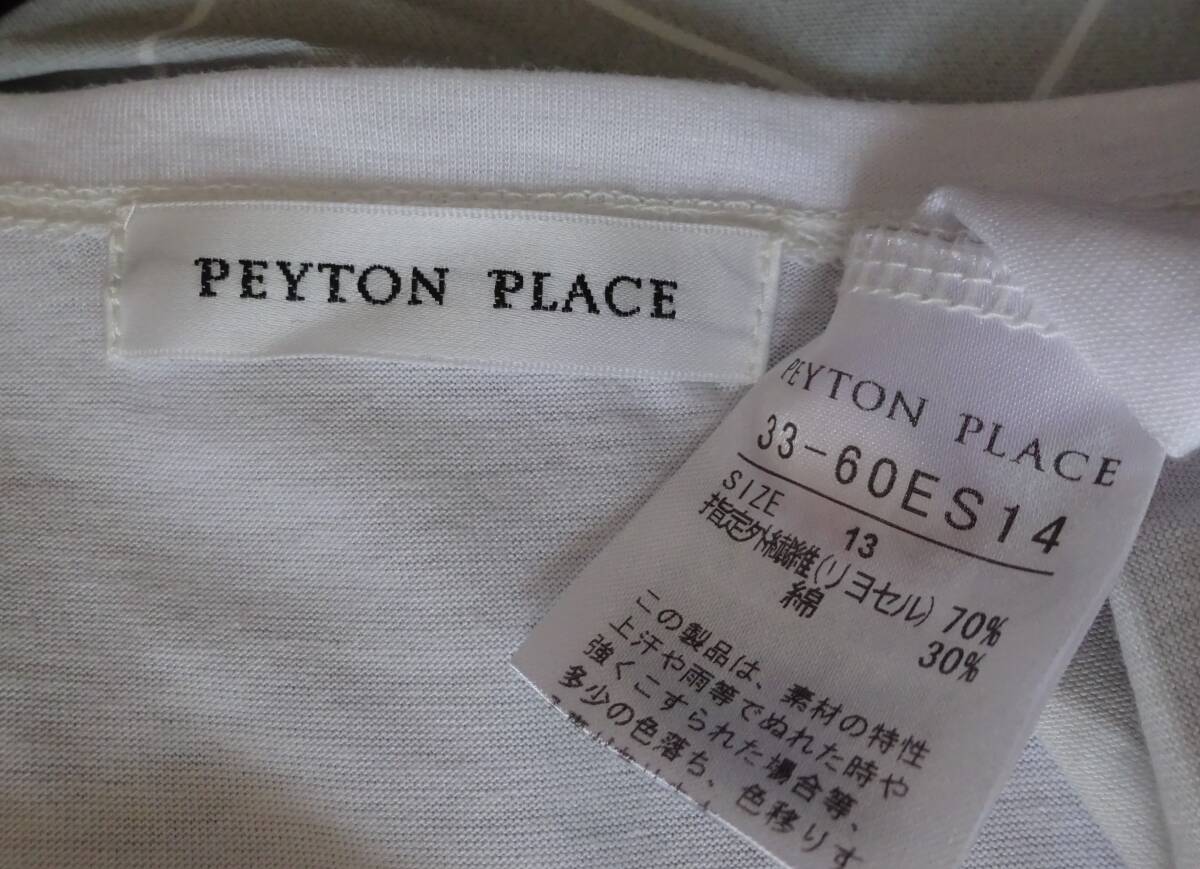 PEYTON PLACE
PEYTON PLACE
33-60ES14
SIZE 13
指定外繊維(リヨセル) 70%
綿 30%
この製品は、素材の特性
上汗や雨等でぬれた時や
強くこすられた場合等、
多少の色落ち、色移りす